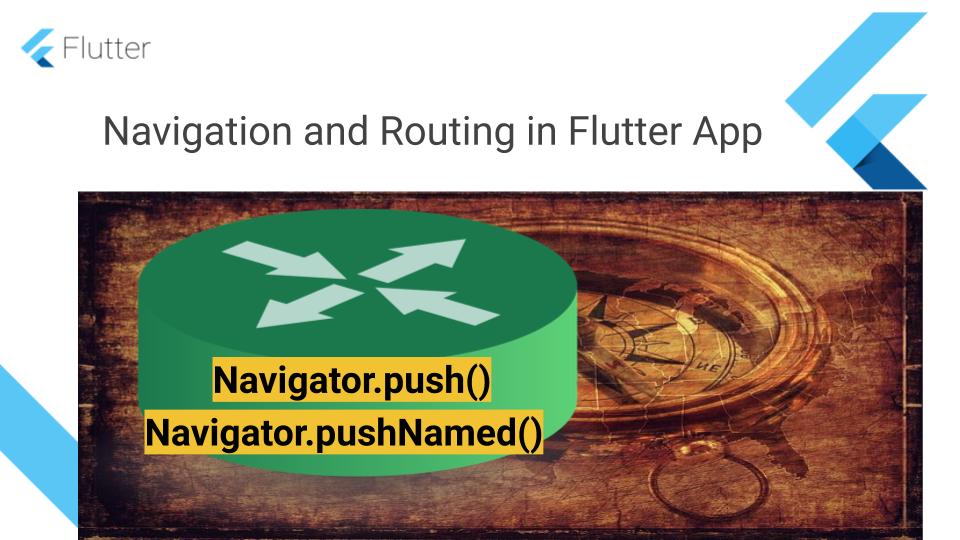 Flutter
Navigation and Routing in Flutter App
Navigator.push()
Navigator.pushNamed()